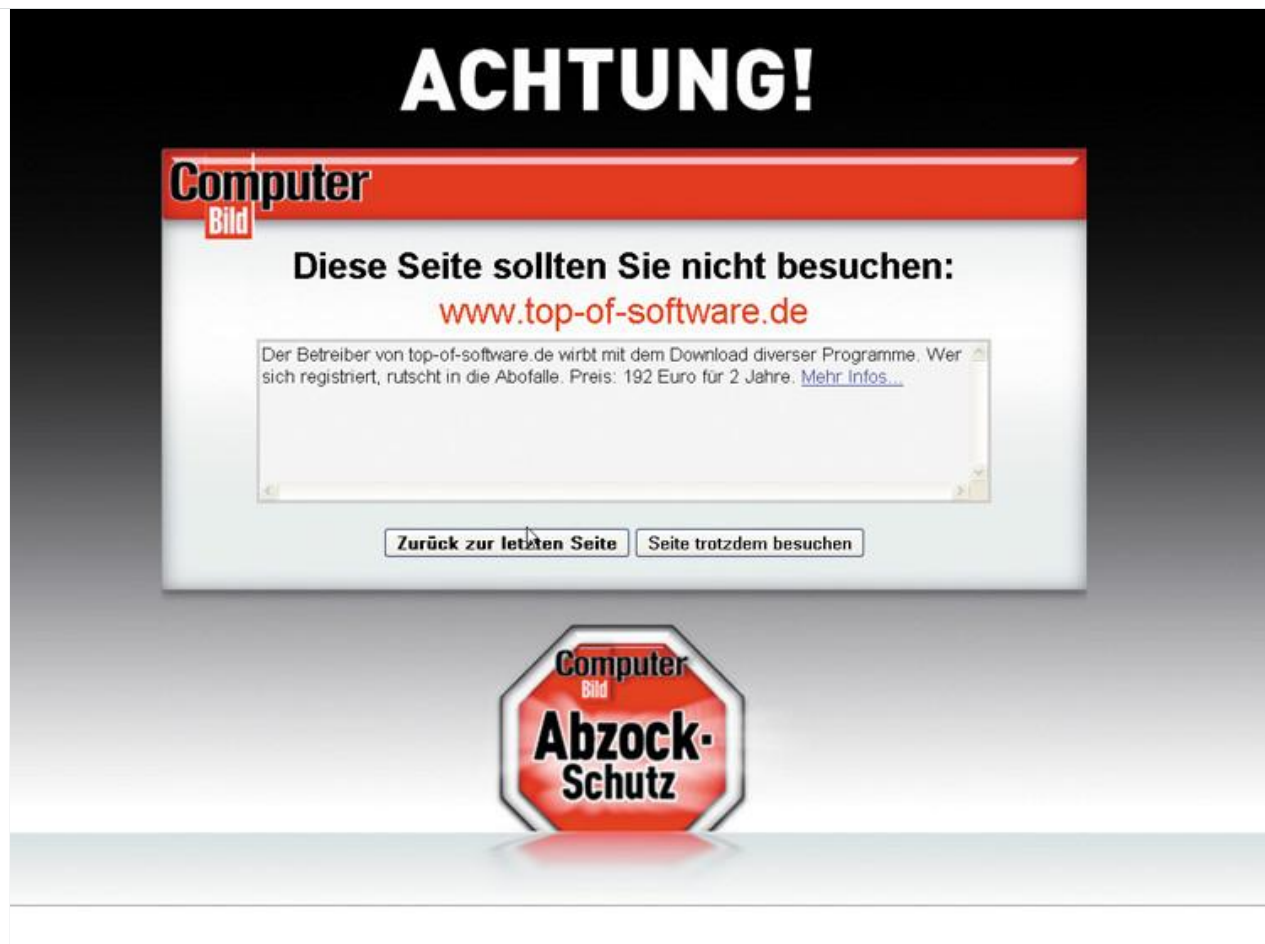 ACHTUNG!
Computer
Bild
Diese Seite sollten Sie nicht besuchen:
www.top-of-software.de
Der Betreiber von top-of-software.de wirbt mit dem Download diverser Programme. Wer
sich registriert, rutscht in die Abofalle. Preis: 192 Euro für 2 Jahre. Mehr Infos...
Zurück zur letzten Seite Seite trotzdem besuchen
Computer
Bild
Abzock-
Schutz